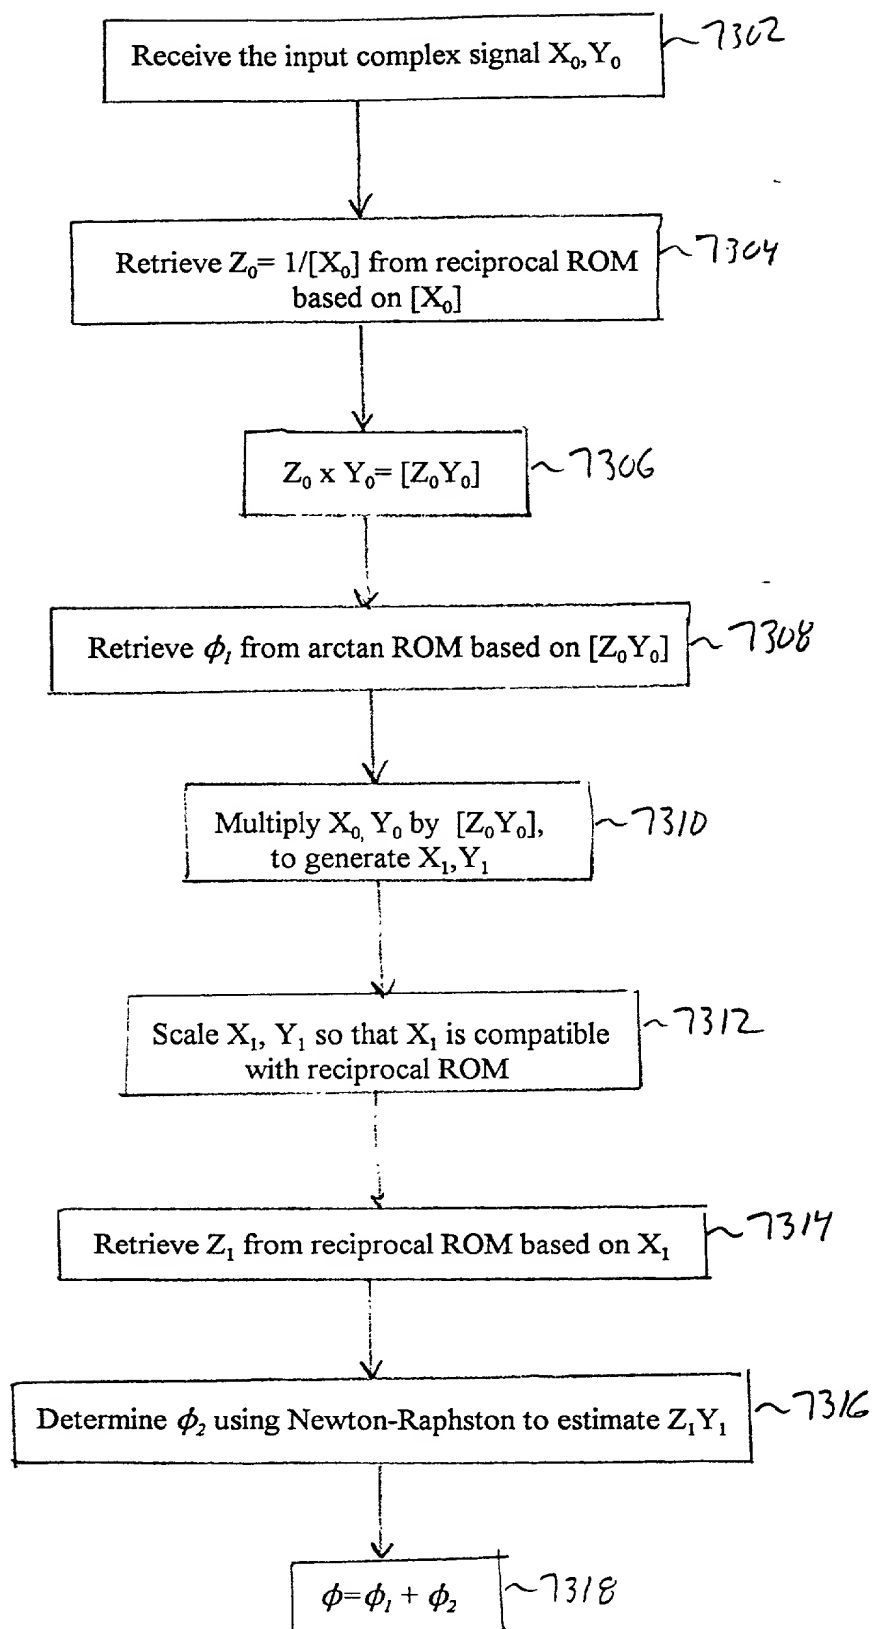 Receive the input complex signal X₀,Y₀ ~7302
Retrieve Z₀= 1/[X₀] from reciprocal ROM ~7304
based on [X₀]
Z₀ x Y₀= [Z₀Y₀] ~7306
Retrieve ϕ₁ from arctan ROM based on [Z₀Y₀] ~7308
Multiply X₀, Y₀ by [Z₀Y₀], ~7310
to generate X₁,Y₁
Scale X₁, Y₁ so that X₁ is compatible ~7312
with reciprocal ROM
Retrieve Z₁ from reciprocal ROM based on X₁ ~7314
Determine ϕ₂ using Newton-Raphston to estimate Z₁Y₁ ~7316
ϕ=ϕ₁ + ϕ₂ ~7318